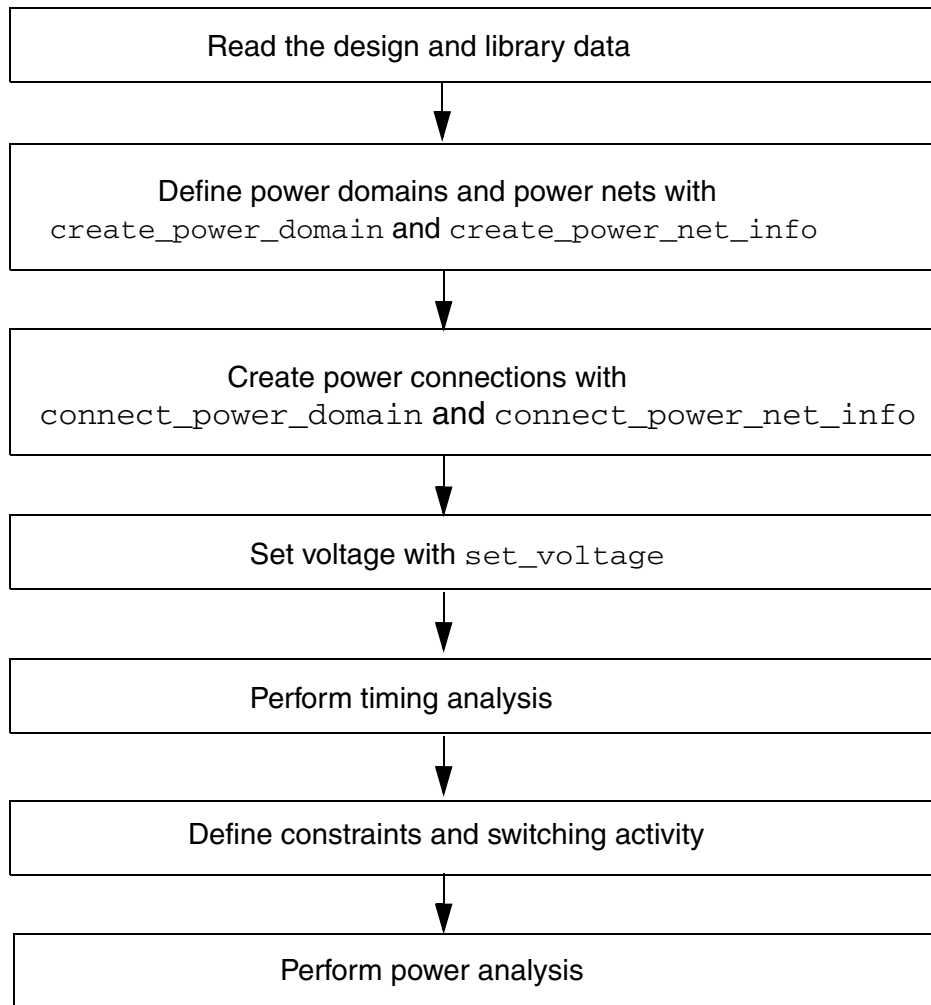 Read the design and library data
Define power domains and power nets with
create_power_domain and create_power_net_info
Create power connections with
connect_power_domain and connect_power_net_info
Set voltage with set_voltage
Perform timing analysis
Define constraints and switching activity
Perform power analysis